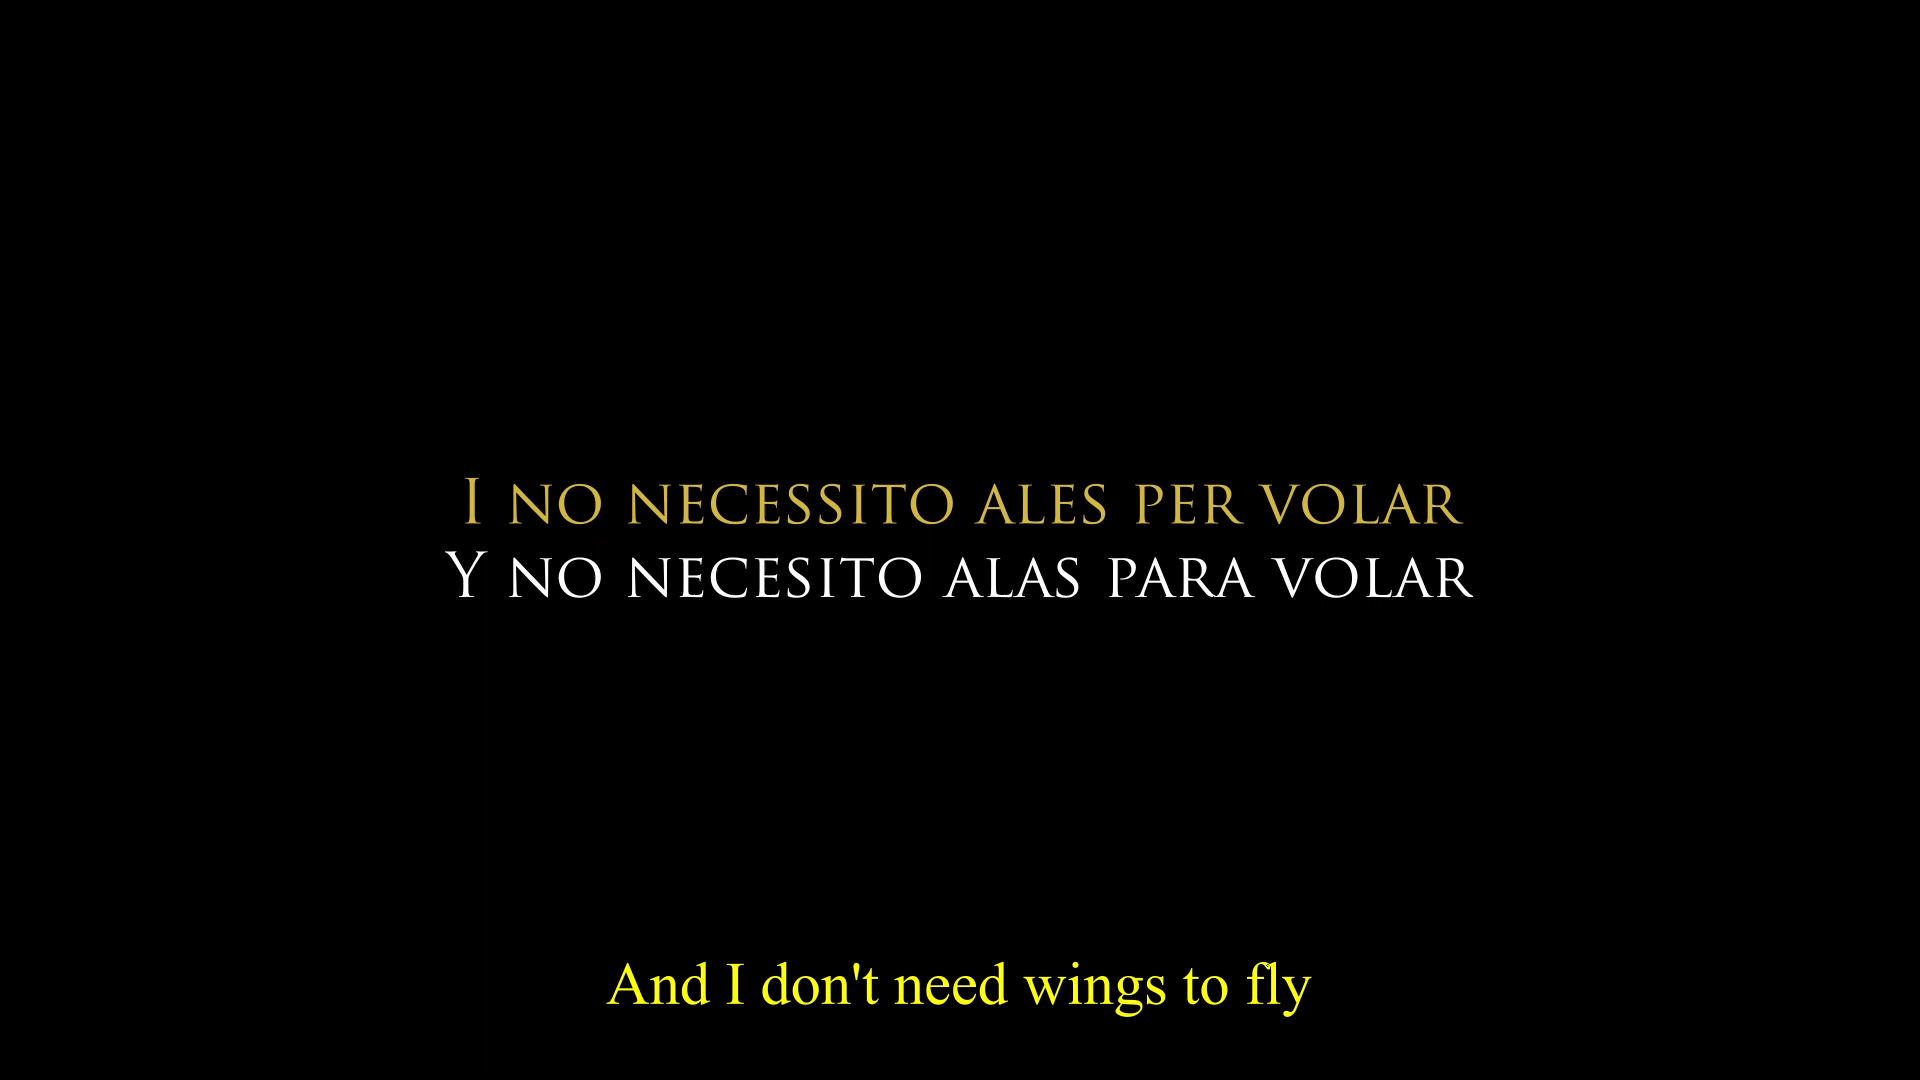 I NO NECESSITO ALES PER VOLAR
Y NO NECESITO ALAS PARA VOLAR
And I don't need wings to fly